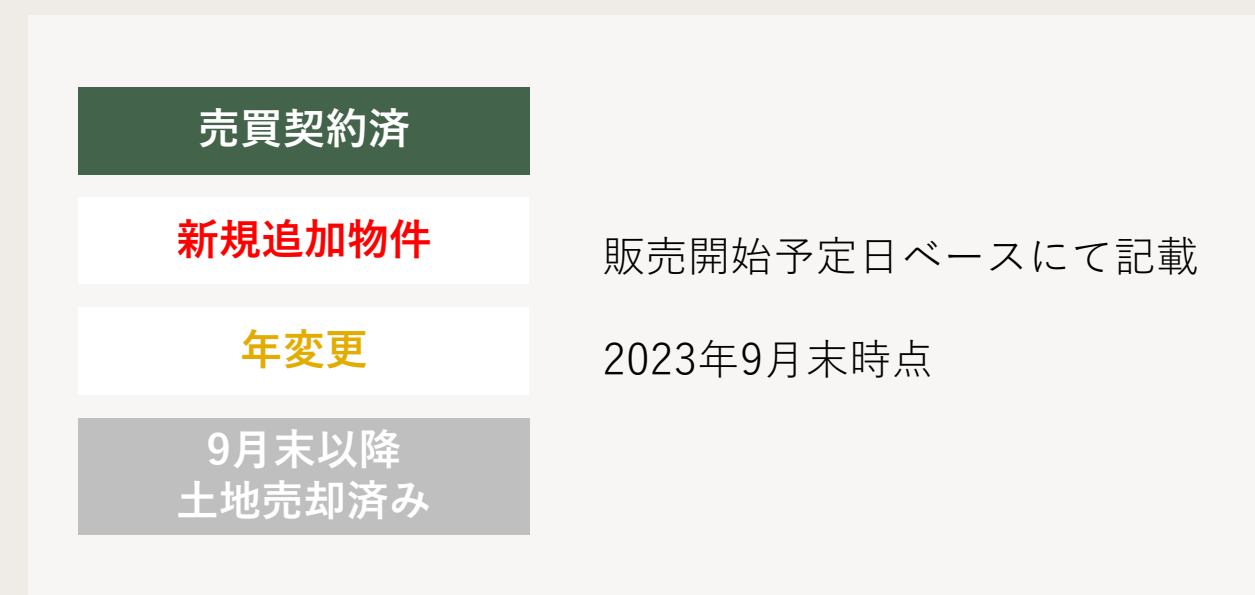 売買契約済
新規追加物件
年変更
9月末以降
土地売却済み
販売開始予定日ベースにて記載
2023年9月末時点